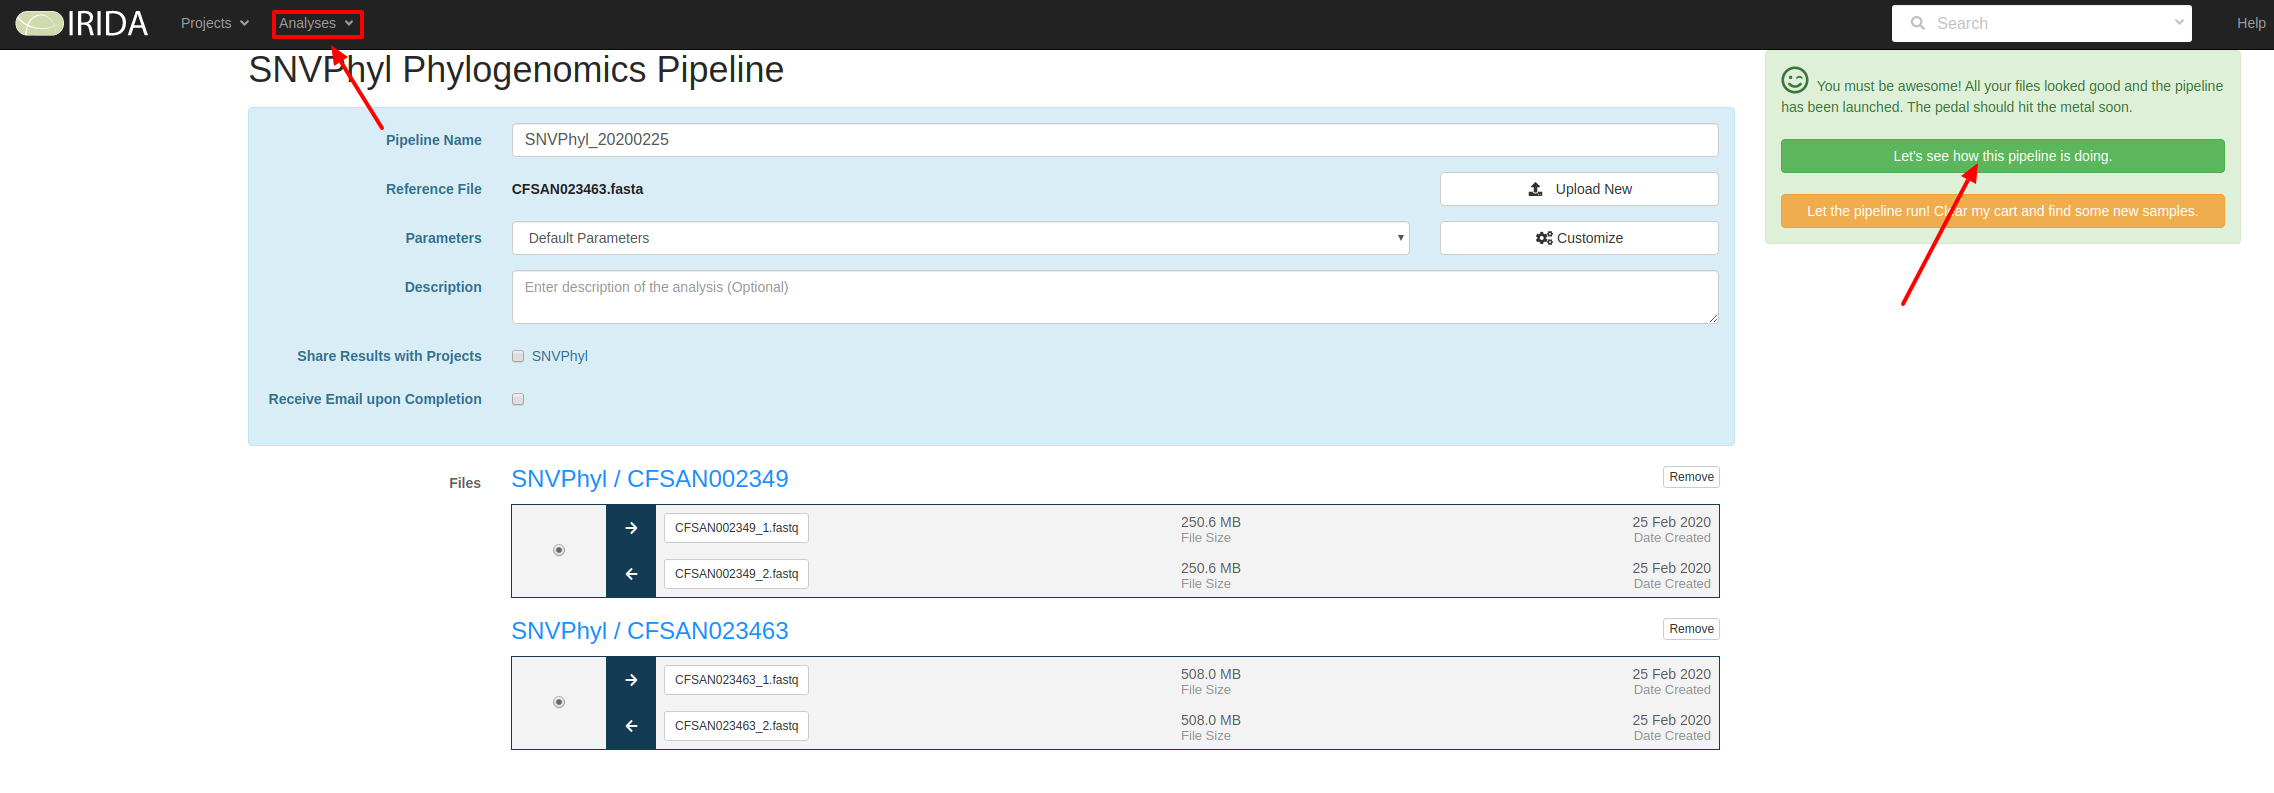 IRIDA Projects Analyses Search Help
SNVPhyl Phylogenomics Pipeline
You must be awesome! All your files looked good and the pipeline
has been launched. The pedal should hit the metal soon.
Let's see how this pipeline is doing.
Let the pipeline run! Clear my cart and find some new samples.
Pipeline Name SNVPhyl_20200225
Reference File CFSAN023463.fasta Upload New
Parameters Default Parameters Customize
Description Enter description of the analysis (Optional)
Share Results with Projects SNVPhyl
Receive Email upon Completion
Files SNVPhyl / CFSAN002349 Remove
CFSAN002349_1.fastq 250.6 MB 25 Feb 2020
File Size Date Created
CFSAN002349_2.fastq 250.6 MB 25 Feb 2020
File Size Date Created
SNVPhyl / CFSAN023463 Remove
CFSAN023463_1.fastq 508.0 MB 25 Feb 2020
File Size Date Created
CFSAN023463_2.fastq 508.0 MB 25 Feb 2020
File Size Date Created